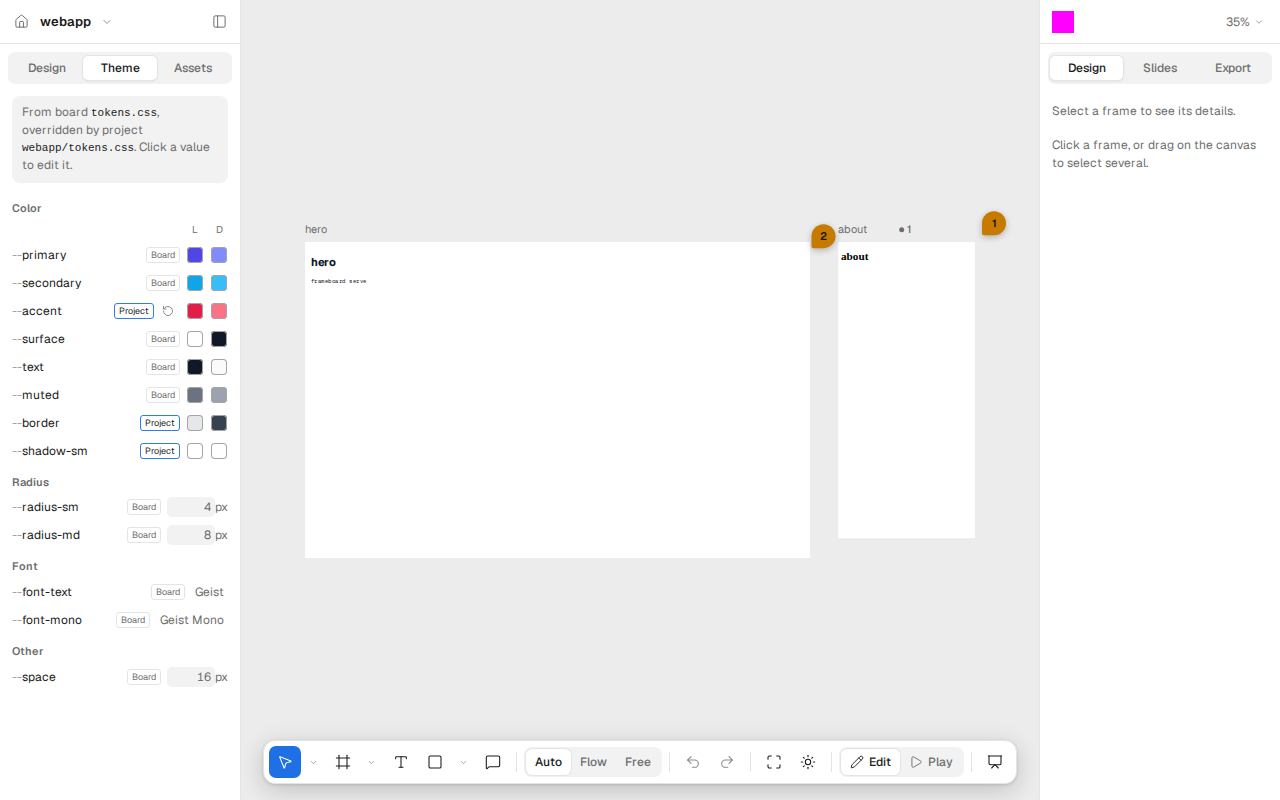 webapp
Design Theme Assets
From board tokens.css,
overridden by project
webapp/tokens.css. Click a value
to edit it.
Color
L D
--primary Board
--secondary Board
--accent Project
--surface Board
--text Board
--muted Board
--border Project
--shadow-sm Project
Radius
--radius-sm Board 4 px
--radius-md Board 8 px
Font
--font-text Board Geist
--font-mono Board Geist Mono
Other
--space Board 16 px
hero
2
about
1
1
hero
frameboard serve
about
Auto Flow Free
Edit Play
35%
Design Slides Export
Select a frame to see its details.
Click a frame, or drag on the canvas
to select several.